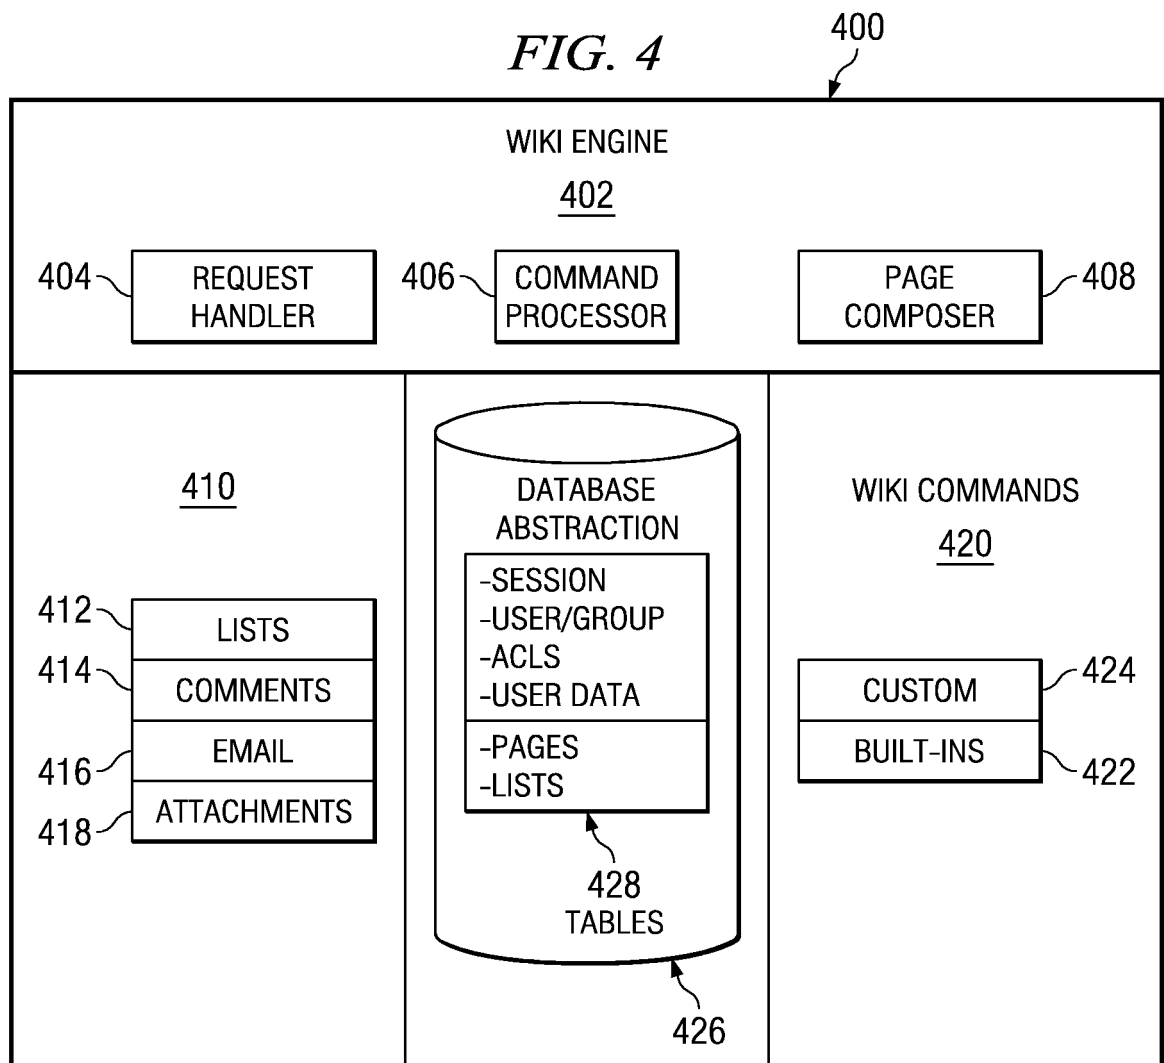 FIG. 4
400
WIKI ENGINE
402
404
REQUEST
HANDLER
406
COMMAND
PROCESSOR
PAGE
COMPOSER
408
410
412
LISTS
414
COMMENTS
416
EMAIL
418
ATTACHMENTS
DATABASE
ABSTRACTION
-SESSION
-USER/GROUP
-ACLS
-USER DATA
-PAGES
-LISTS
428
TABLES
426
WIKI COMMANDS
420
CUSTOM
424
BUILT-INS
422